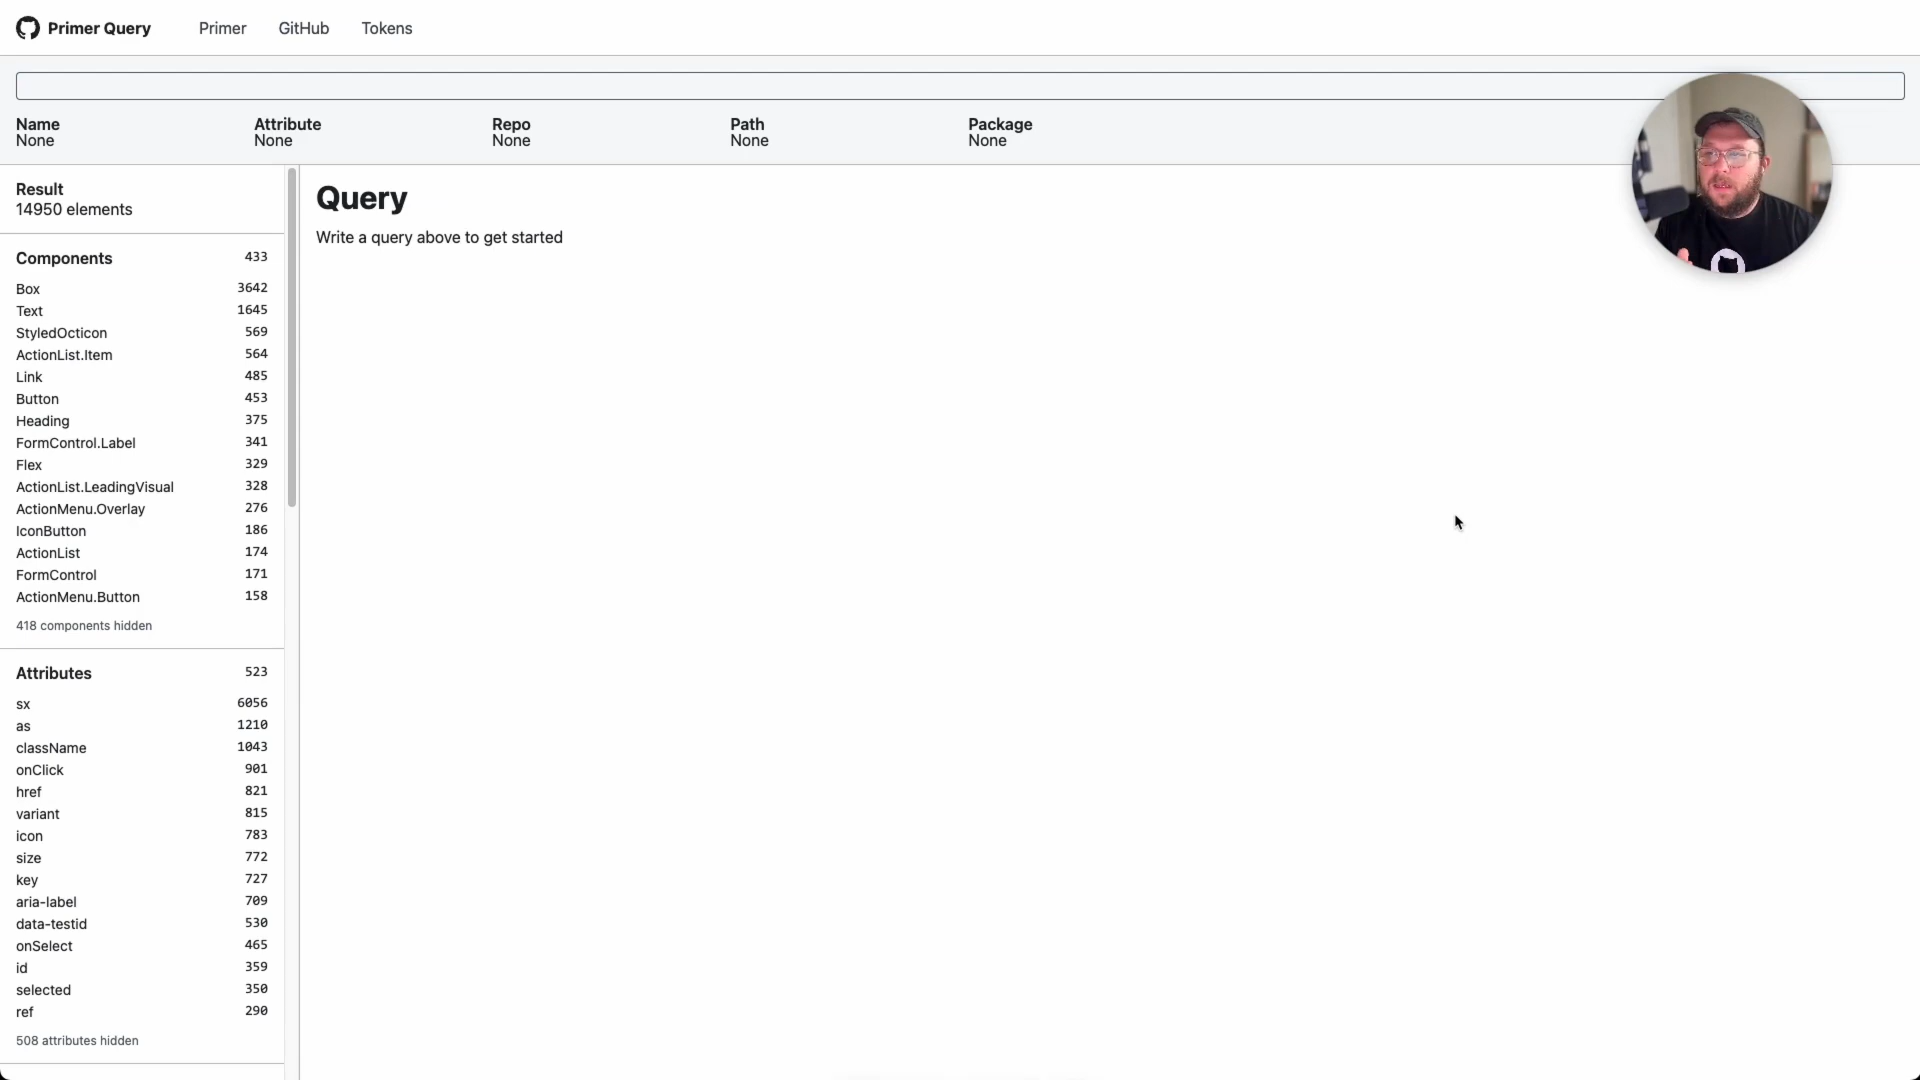 Primer Query Primer GitHub Tokens
Name Attribute Repo Path Package
None None None None None
Result
14950 elements
Query
Write a query above to get started
Components 433
Box 3642
Text 1645
StyledOcticon 569
ActionList.Item 564
Link 485
Button 453
Heading 375
FormControl.Label 341
Flex 329
ActionList.LeadingVisual 328
ActionMenu.Overlay 276
IconButton 186
ActionList 174
FormControl 171
ActionMenu.Button 158
418 components hidden
Attributes 523
sx 6056
as 1210
className 1043
onClick 901
href 821
variant 815
icon 783
size 772
key 727
aria-label 709
data-testid 530
onSelect 465
id 359
selected 350
ref 290
508 attributes hidden